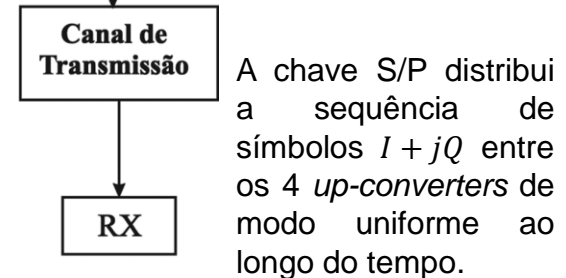 Canal de
Transmissão
RX
A chave S/P distribui
a sequência de
símbolos I + jQ entre
os 4 up-converters de
modo uniforme ao
longo do tempo.